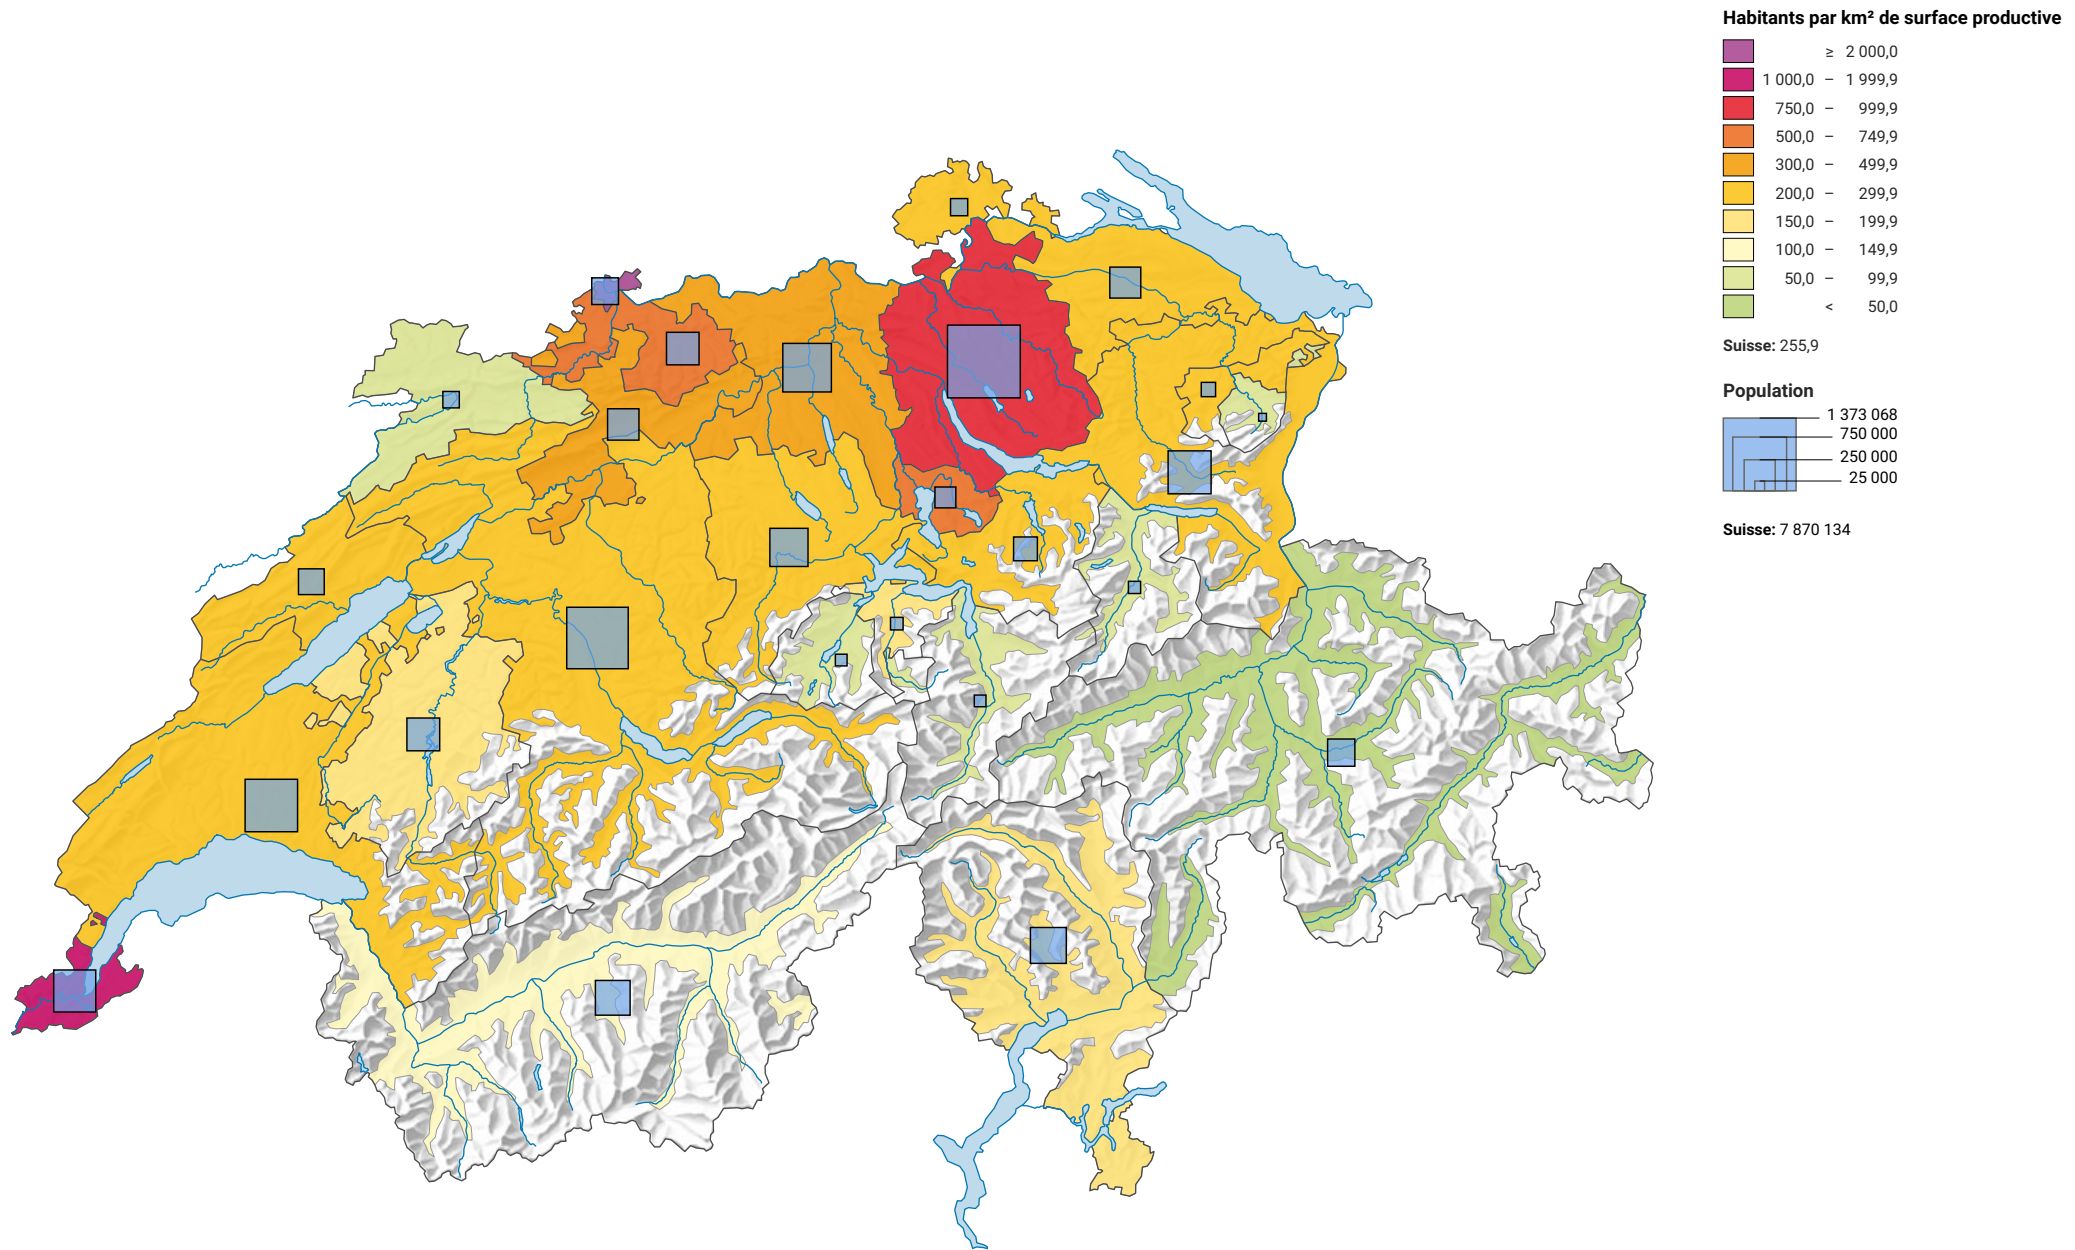 Habitants par km² de surface productive
≥ 2 000,0
1 000,0 – 1 999,9
750,0 – 999,9
500,0 – 749,9
300,0 – 499,9
200,0 – 299,9
150,0 – 199,9
100,0 – 149,9
50,0 – 99,9
< 50,0
Suisse: 255,9
Population
1 373 068
750 000
250 000
25 000
Suisse: 7 870 134